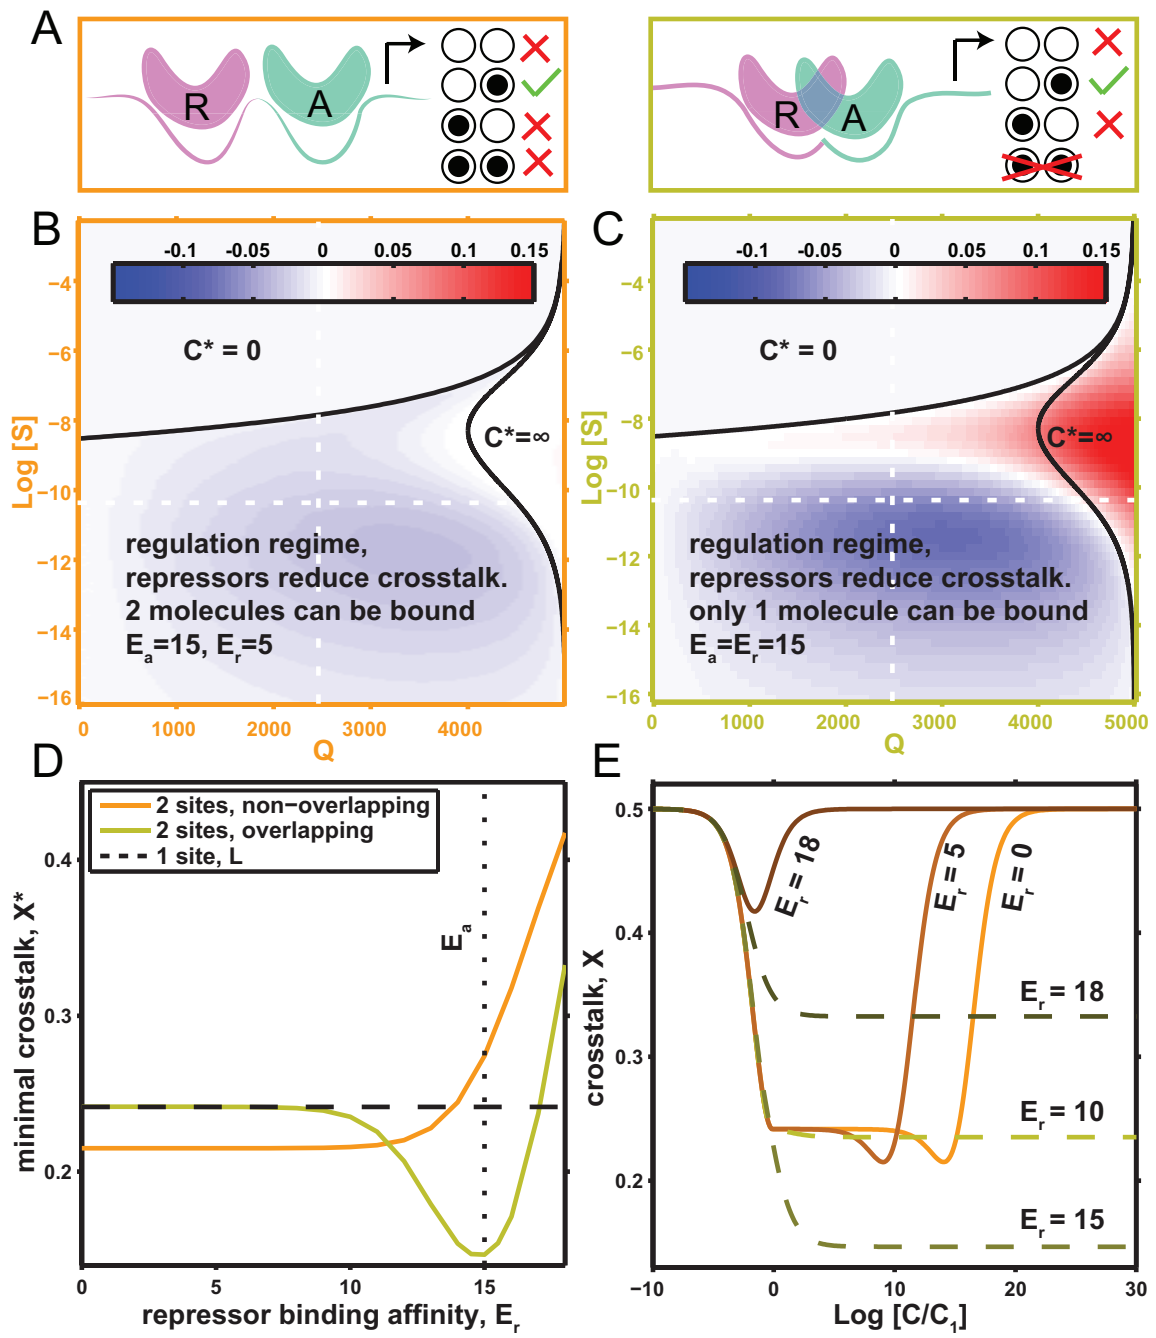 A
R
A
R
A
B
-0.1 -0.05 0 0.05 0.1 0.15
C* = 0
C*=∞
regulation regime,
repressors reduce crosstalk.
2 molecules can be bound
Ea=15, Er=5
Log [S]
−4
−6
−8
−10
−12
−14
−16
0 1000 2000 3000 4000
Q
C
-0.1 -0.05 0 0.05 0.1 0.15
C* = 0
C*=∞
regulation regime,
repressors reduce crosstalk.
only 1 molecule can be bound
Ea=Er=15
Log [S]
−4
−6
−8
−10
−12
−14
−16
0 1000 2000 3000 4000 5000
Q
D
2 sites, non−overlapping
2 sites, overlapping
1 site, L
Ea
minimal crosstalk, X*
0.4
0.3
0.2
0 5 10 15
repressor binding affinity, Er
E
crosstalk, X
0.5
0.4
0.3
0.2
Er = 18
Er = 5
Er = 0
Er = 18
Er = 10
Er = 15
−10 0 10 20 30
Log [C/C1]